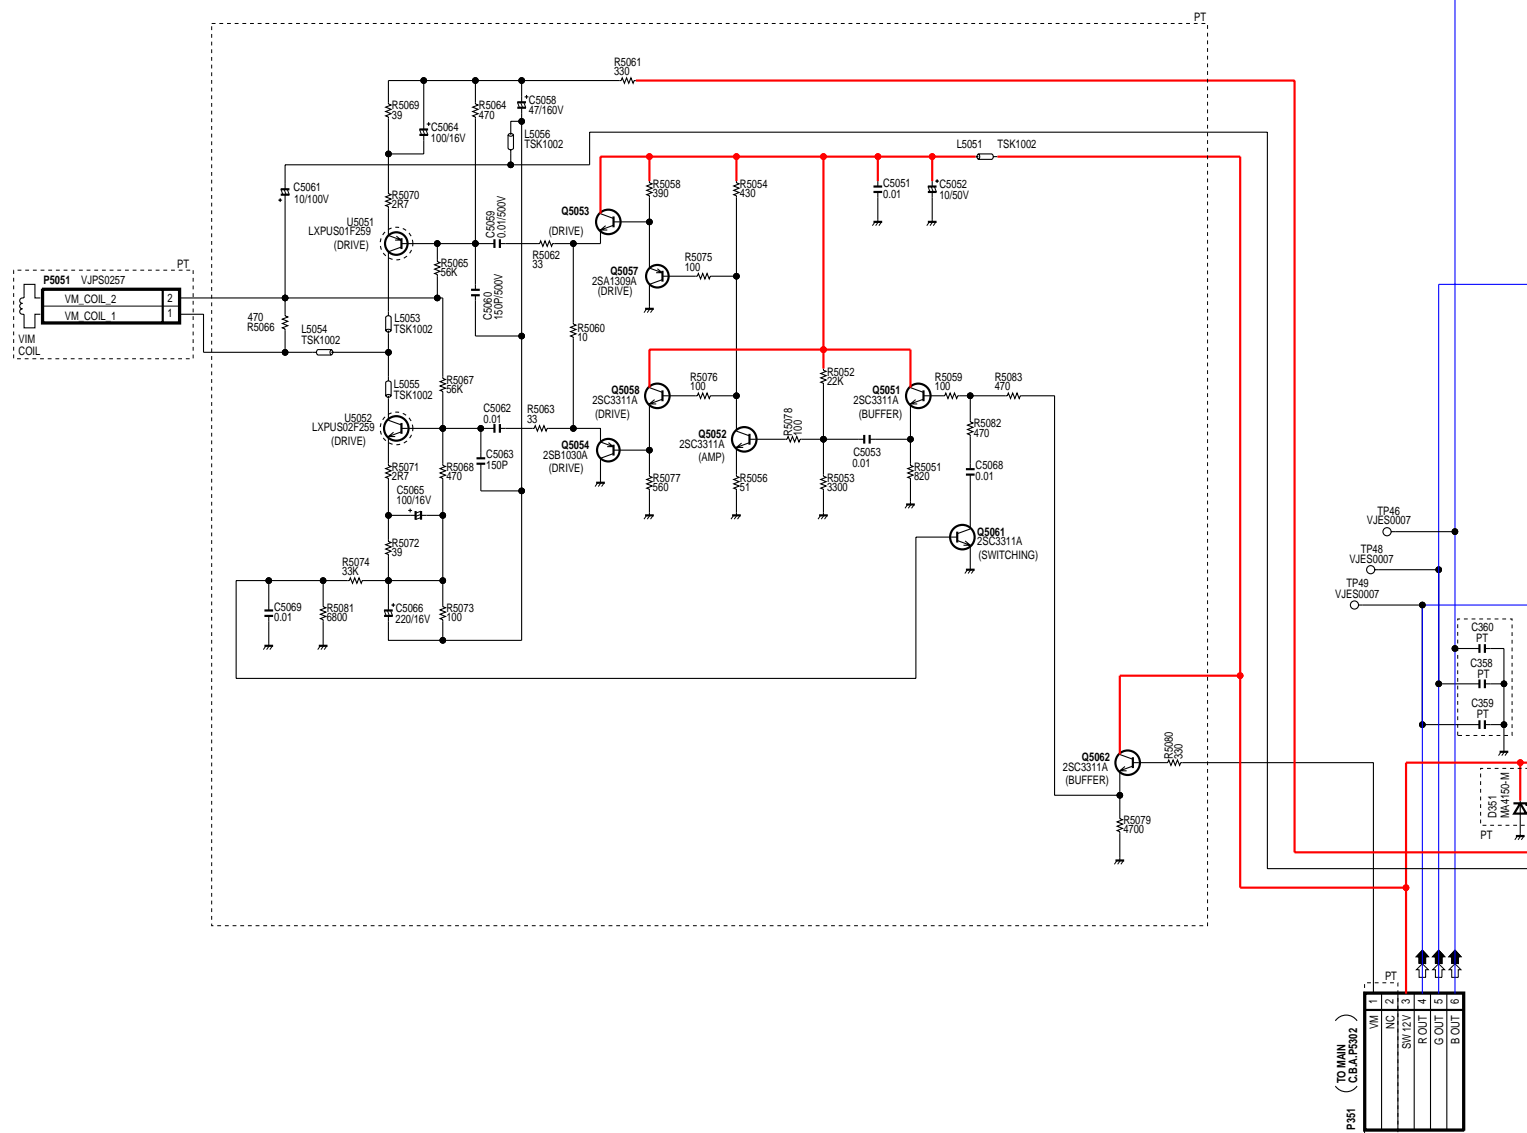 PT
R5061
330
R5069
39
C5064
100/16V
R5064
470
C5058
47/160V
L5056
TSK1002
L5051 TSK1002
C5061
10/100V
R5070
2R7
U5051
LXPUS01F259
(DRIVE)
C5059
0.01/500V
Q5053
(DRIVE)
R5058
390
R5054
430
C5051
0.01
C5052
10/50V
R5065
56K
R5062
33
Q5057
2SA1309A
(DRIVE)
R5075
100
PT
P5051 VJPS0257
VM_COIL_2 2
VM_COIL_1 1
VIM
COIL
470
R5066
L5054
TSK1002
L5053
TSK1002
C5060
150P/500V
R5060
10
L5055
TSK1002
R5067
56K
U5052
LXPUS02F259
(DRIVE)
C5062
0.01
R5063
33
Q5058
2SC3311A
(DRIVE)
R5076
100
R5052
22K
Q5051
2SC3311A
(BUFFER)
R5059
100
R5083
470
R5082
470
Q5054
2SB1030A
(DRIVE)
Q5052
2SC3311A
(AMP)
R5078
100
C5053
0.01
R5071
2R7
R5068
470
C5063
150P
C5065
100/16V
R5077
560
R5056
51
R5053
3300
R5051
820
C5068
0.01
R5072
39
Q5061
2SC3311A
(SWITCHING)
R5074
33K
C5069
0.01
R5081
6800
C5066
220/16V
R5073
100
TP46
VJES0007
TP48
VJES0007
TP49
VJES0007
C360
PT
C358
PT
C359
PT
Q5062
2SC3311A
(BUFFER)
R5080
330
R5079
4700
D351
MA4150-M
PT
PT
1 2 3 4 5 6
VM
NC
SW 12V
R OUT
G OUT
B OUT
TO MAIN
C.B.A.P5302
P351